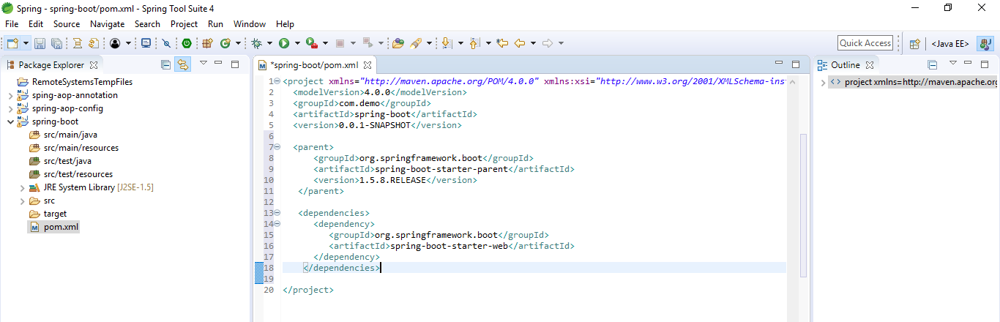 Spring - spring-boot/pom.xml - Spring Tool Suite 4
File Edit Source Navigate Search Project Run Window Help
Quick Access
<Java EE>
Package Explorer
RemoteSystemsTempFiles
sping-aop-annotation
spring-aop-config
spring-boot
src/main/java
src/main/resources
src/test/java
src/test/resources
JRE System Library [J2SE-1.5]
src
target
pom.xml
*spring-boot/pom.xml
1 <project xmlns="http://maven.apache.org/POM/4.0.0" xmlns:xsi="http://www.w3.org/2001/XMLSchema-ins
2 <modelVersion>4.0.0</modelVersion>
3 <groupId>com.demo</groupId>
4 <artifactId>spring-boot</artifactId>
5 <version>0.0.1-SNAPSHOT</version>
6
7 <parent>
8 <groupId>org.springframework.boot</groupId>
9 <artifactId>spring-boot-starter-parent</artifactId>
10 <version>1.5.8.RELEASE</version>
11 </parent>
12
13 <dependencies>
14 <dependency>
15 <groupId>org.springframework.boot</groupId>
16 <artifactId>spring-boot-starter-web</artifactId>
17 </dependency>
18 </dependencies>
19
20 </project>
Outline
<> project xmlns=http://maven.apache.org